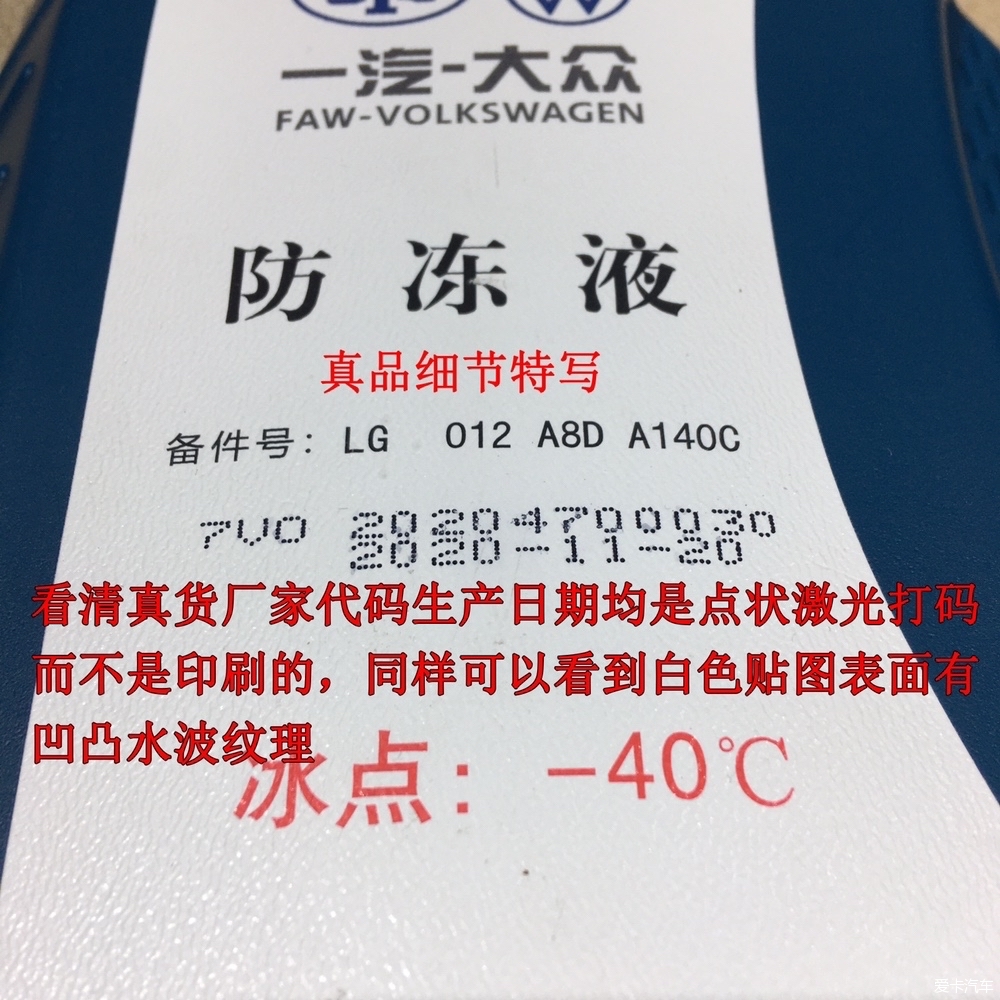 一汽-大众
FAW-VOLKSWAGEN
防冻液
真品细节特写
备件号：LG 012 A8D A140C
7V0 20204700030
2020-11-20
看清真货厂家代码生产日期均是点状激光打码
而不是印刷的，同样可以看到白色贴图表面有
凹凸水波纹理
冰点：-40℃
爱卡汽车